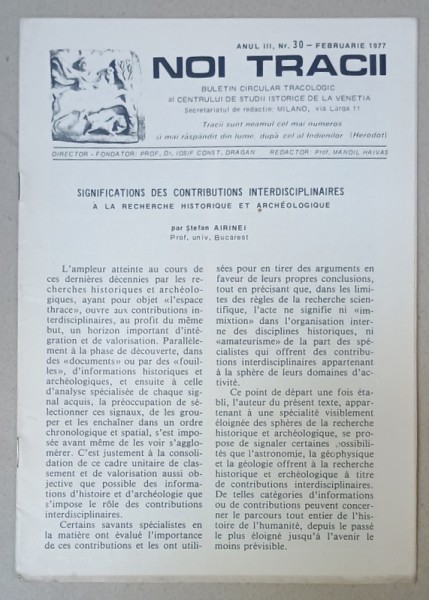 ANUL III, Nr. 30 – FEBRUARIE 1977
NOI TRACII
BULETIN CIRCULAR TRACOLOGIC
al CENTRULUI DE STUDII ISTORICE DE LA VENETIA
Secretariatul de redactie: MILANO, via Larga 11
Tracii sunt neamul cel mai numeros
si mai răspândit din lume, după cel al Indienilor (Herodot)
DIRECTOR - FONDATOR: PROF. Dr. IOSIF CONST. DRAGAN
REDACTOR: Prof. MANOIL HAIVAS
SIGNIFICATIONS DES CONTRIBUTIONS INTERDISCIPLINAIRES
A LA RECHERCHE HISTORIQUE ET ARCHÉOLOGIQUE
par Ştefan AIRINEI
Prof. univ. Bucarest
L'ampleur atteinte au cours de
ces dernières décennies par les re-
cherches historiques et archéolo-
giques, ayant pour objet «l'espace
thrace», ouvre aux contributions in-
terdisciplinaires, au profit du même
but, un horizon important d'inté-
gration et de valorisation. Parallèle-
ment à la phase de découverte, dans
des «documents» ou par des «fouil-
les», d'informations historiques et
archéologiques, et ensuite à celle
d'analyse spécialisée de chaque sig-
nal acquis, la préoccupation de sé-
lectionner ces signaux, de les grou-
per et les enchaîner dans un ordre
chronologique et spatial, s'est impo-
sée avant même de les voir s'agglo-
mérer. C'est justement à la consoli-
dation de ce cadre unitaire de clas-
sement et de valorisation aussi ob-
jective que possible des informa-
tions d'histoire et d'archéologie que
s'impose le rôle des contributions
interdisciplinaires.
Certains savants spécialistes en
la matière ont évalué l'importance
de ces contributions et les ont utili-
sées pour en tirer des arguments en
faveur de leurs propres conclusions,
tout en précisant que, dans les limi-
tes des règles de la recherche scien-
tifique, l'acte ne signifie ni «im-
mixtion» dans l'organisation inter-
ne des disciplines historiques, ni
«amateurisme» de la part des spé-
cialistes qui offrent des contribu-
tions interdisciplinaires appartenant
à la sphère de leurs domaines d'ac-
tivité.
Ce point de départ une fois éta-
bli, l'auteur du présent texte, appar-
tenant à une spécialité visiblement
éloignée des sphères de la recherche
historique et archéologique, se pro-
pose de signaler certaines possibili-
tés que l'astronomie, la géophysique
et la géologie offrent à la recherche
historique et erchéologique à titre
de contributions interdisciplinaires.
De telles catégories d'informations
ou de contributions peuvent concer-
ner le parcours tout entier de l'his-
toire de l'humanité, depuis le passé
le plus éloigné jusqu'à l'avenir le
moins prévisible.